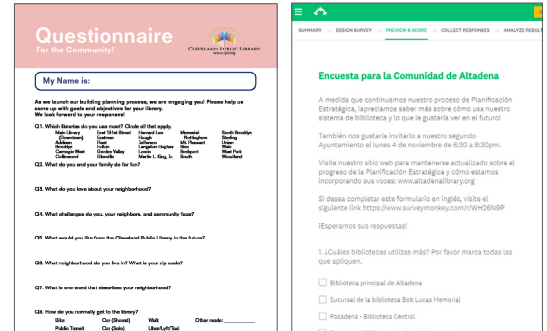 Questionnaire
For the Community!
CLEVELAND PUBLIC LIBRARY
www.cpl.org
My Name is:
As we launch our building planning process, we are engaging you! Please help us
come up with goals and objectives for your library.
We look forward to your responses!
Q1. Which libraries do you use most? Circle all that apply.
Main Library East 131st Street Harvard Lee Memorial South Brooklyn
(Downtown) Eastman Hough Nottingham Sterling
Addison Fleet Jefferson Mt. Pleasant Union
Brooklyn Fulton Langston Hughes Rice Walz
Carnegie West Garden Valley Lorain Rockport West Park
Collinwood Glenville Martin L. King, Jr. South Woodland
Q2. What do you and your family do for fun?
Q3. What do you love about your neighborhood?
Q4. What challenges do you, your neighbors, and community face?
Q5. What would you like from the Cleveland Public Library in the future?
Q6. What neighborhood do you live in? What is your zip code?
Q7. What is one word that describes your neighborhood?
Q8. How do you normally get to the library?
Bike Car (Shared) Walk Other mode:
Public Transit Car (Solo) Uber/Lyft/Taxi
SUMMARY → DESIGN SURVEY → PREVIEW & SCORE → COLLECT RESPONSES → ANALYZE RESULT
Encuesta para la Comunidad de Altadena
A medida que continuamos nuestro proceso de Planificación
Estratégica, ¡apreciamos saber más sobre cómo usa nuestro
sistema de biblioteca y lo que le gustaría ver en el futuro!
También nos gustaría invitarlo a nuestro segundo
Ayuntamiento el lunes 4 de noviembre de 6:30 a 8:30pm.
Visite nuestro sitio web para mantenerse actualizado sobre el
progreso de la Planificación Estratégica y cómo estamos
incorporando sus voces: www.altadenalibrary.org
Si desea completar este formulario en inglés, visite el
siguiente link https://www.surveymonkey.com/r/WH26N9P
¡Esperamos sus respuestas!
1. ¿Cuáles bibliotecas utilizas más? Por favor marca todas las
que apliquen.
Biblioteca principal de Altadena
Sucursal de la biblioteca Bob Lucas Memorial
Pasadena - Biblioteca Central